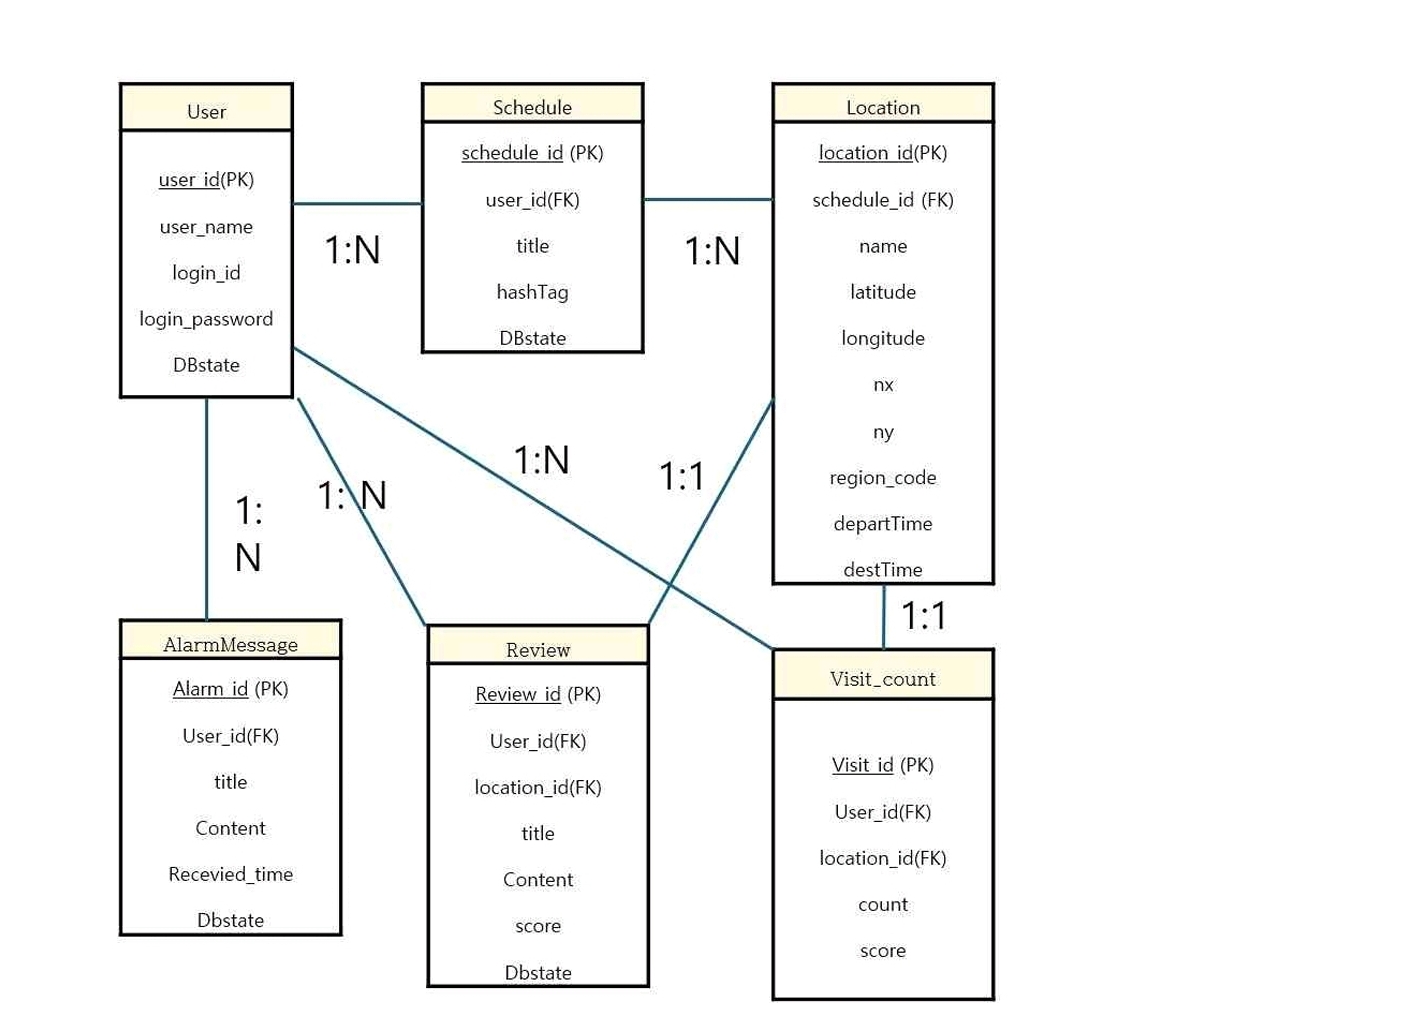 User
user_id(PK)
user_name
login_id
login_password
DBstate
1:N
Schedule
schedule_id (PK)
user_id(FK)
title
hashTag
DBstate
1:N
Location
location_id(PK)
schedule_id (FK)
name
latitude
longitude
nx
ny
region_code
departTime
destTime
1:
N
1: N
1:N
1:1
1:1
AlarmMessage
Alarm_id (PK)
User_id(FK)
title
Content
Recevied_time
Dbstate
Review
Review_id (PK)
User_id(FK)
location_id(FK)
title
Content
score
Dbstate
Visit_count
Visit_id (PK)
User_id(FK)
location_id(FK)
count
score